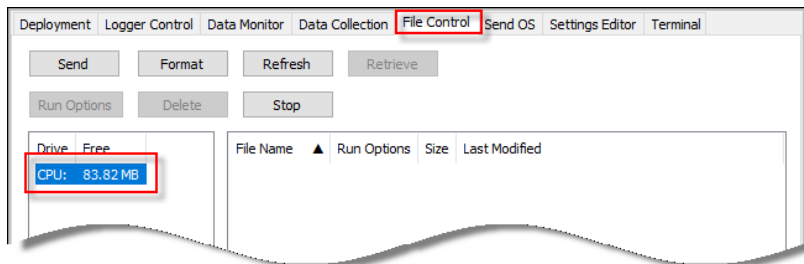 Deployment Logger Control Data Monitor Data Collection File Control Send OS Settings Editor Terminal
Send Format Refresh Retrieve
Run Options Delete Stop
Drive Free File Name ▲ Run Options Size Last Modified
CPU: 83.82 MB